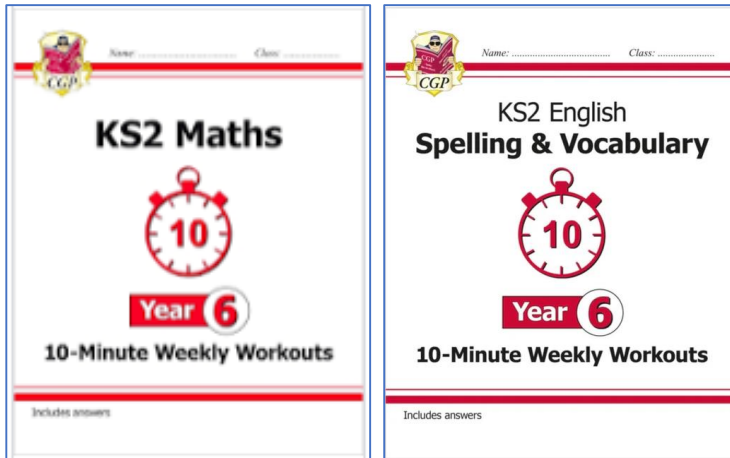 Name: ................................ Class: ..................
CGP
KS2 Maths
10
Year 6
10-Minute Weekly Workouts
Includes answers
Name: ................................ Class: ..................
CGP
CGP
KS2 English
Spelling & Vocabulary
10
Year 6
10-Minute Weekly Workouts
Includes answers